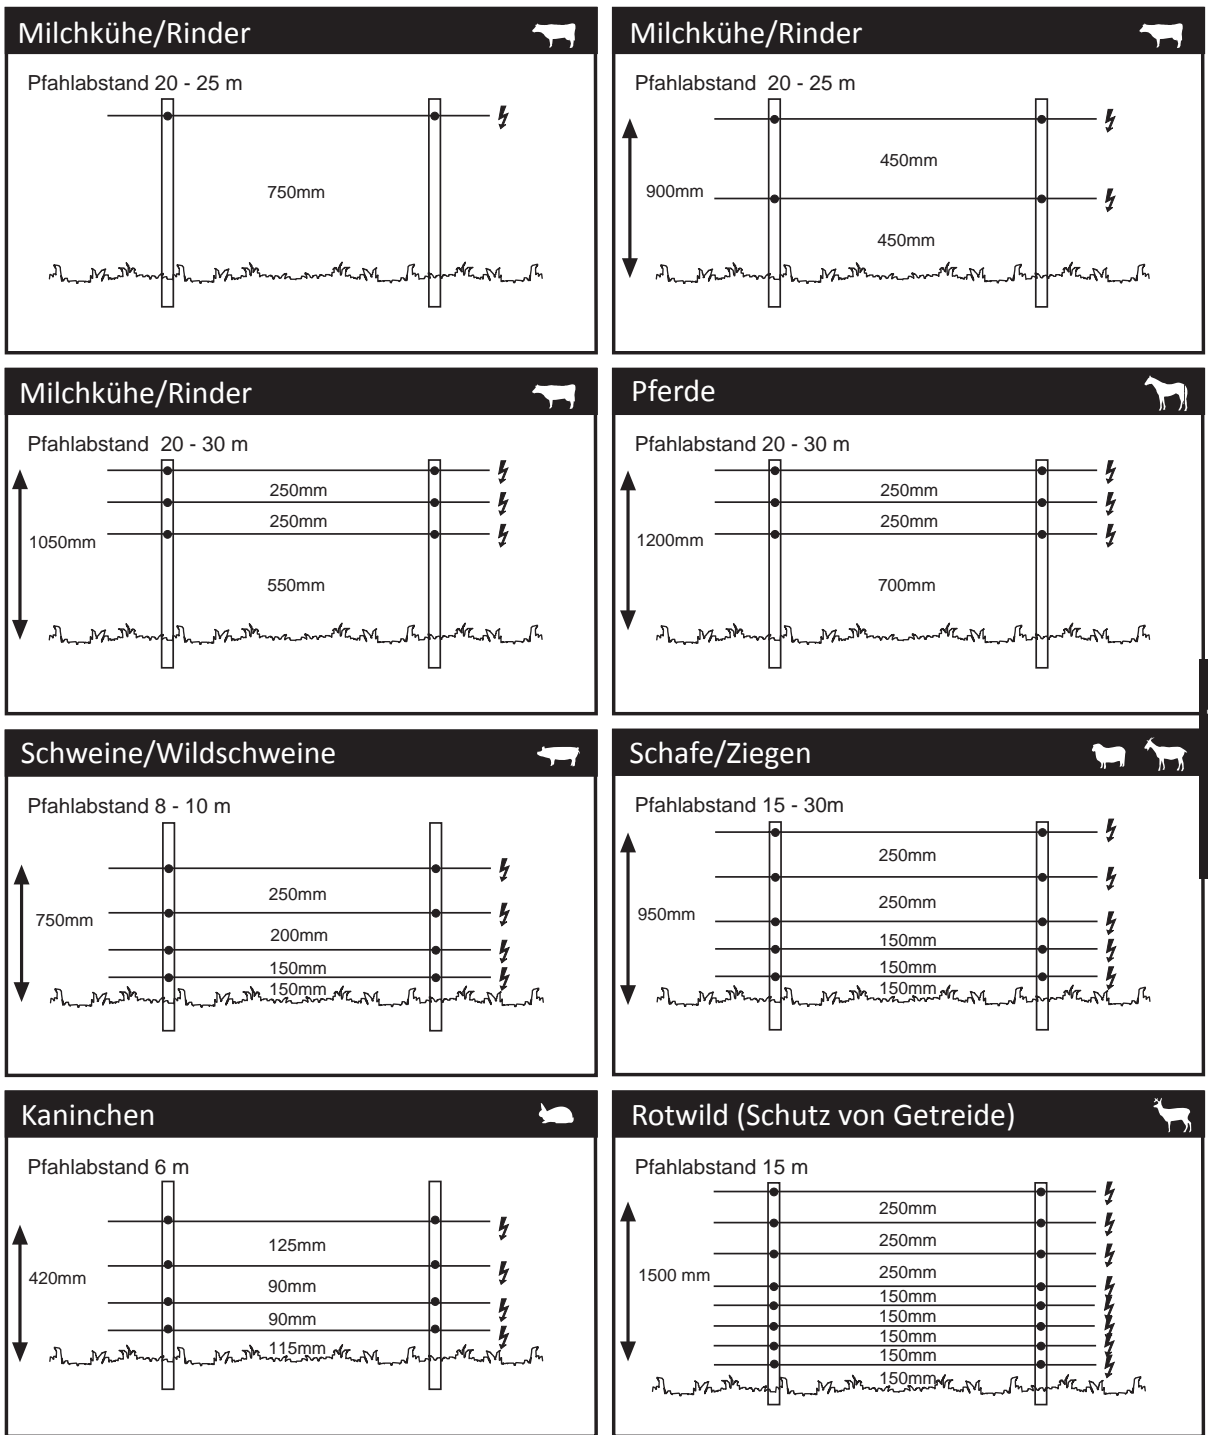 Milchkühe/Rinder
Pfahlabstand 20 - 25 m
750mm
Milchkühe/Rinder
Pfahlabstand 20 - 25 m
450mm
900mm
450mm
Milchkühe/Rinder
Pfahlabstand 20 - 30 m
250mm
250mm
1050mm
550mm
Pferde
Pfahlabstand 20 - 30 m
250mm
250mm
1200mm
700mm
Schweine/Wildschweine
Pfahlabstand 8 - 10 m
250mm
750mm
200mm
150mm
150mm
Schafe/Ziegen
Pfahlabstand 15 - 30m
250mm
250mm
950mm
150mm
150mm
150mm
Kaninchen
Pfahlabstand 6 m
125mm
420mm
90mm
90mm
115mm
Rotwild (Schutz von Getreide)
Pfahlabstand 15 m
250mm
250mm
250mm
1500 mm
150mm
150mm
150mm
150mm
150mm